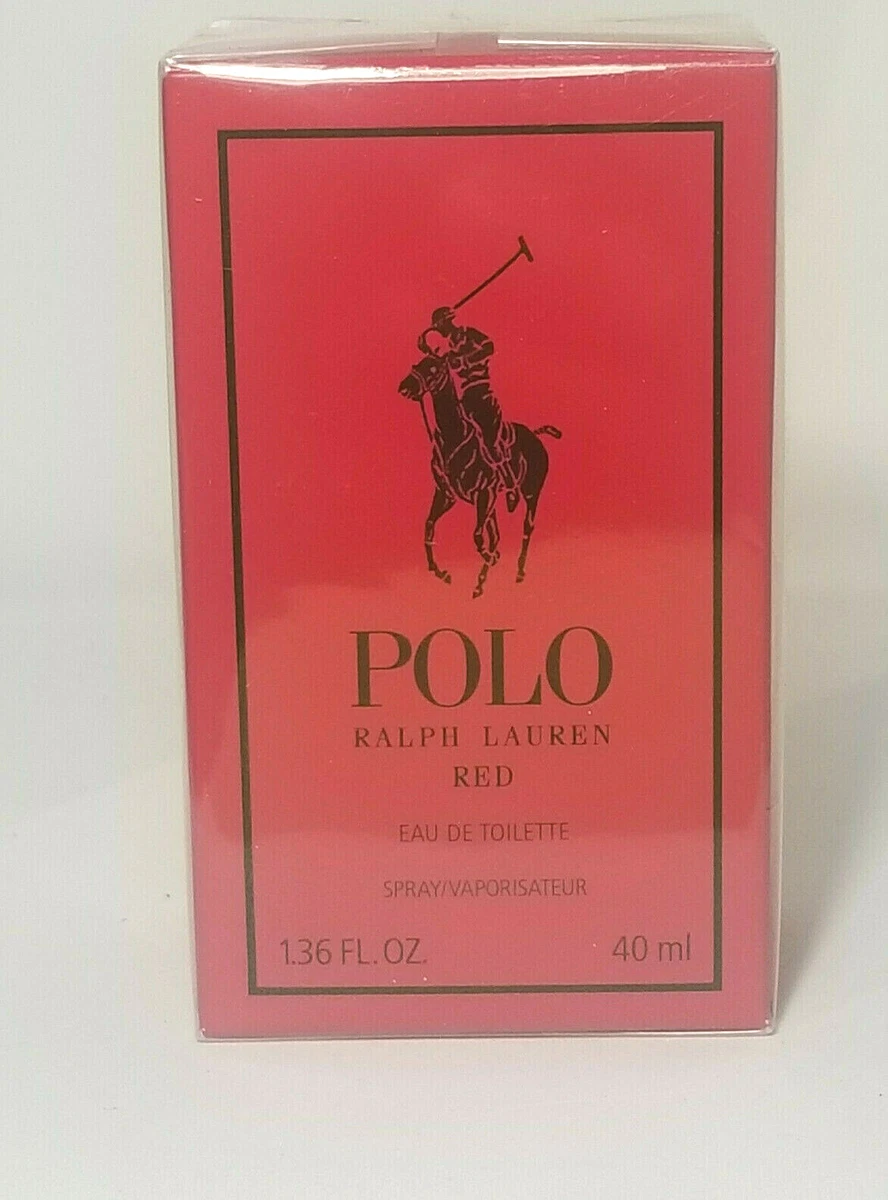 POLO
RALPH LAUREN
RED
EAU DE TOILETTE
SPRAY/VAPORISATEUR
1.36 FL. OZ. 40 ml